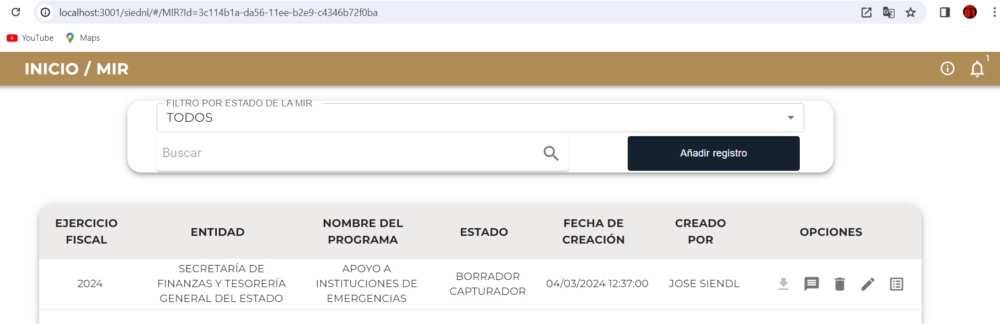 localhost:3001/siednl/#/MIR?Id=3c114b1a-da56-11ee-b2e9-c4346b72f0ba
YouTube Maps
INICIO / MIR
1
FILTRO POR ESTADO DE LA MIR
TODOS
Buscar
Añadir registro
EJERCICIO FISCAL
ENTIDAD
NOMBRE DEL PROGRAMA
ESTADO
FECHA DE CREACIÓN
CREADO POR
OPCIONES
2024
SECRETARÍA DE
FINANZAS Y TESORERÍA
GENERAL DEL ESTADO
APOYO A
INSTITUCIONES DE
EMERGENCIAS
BORRADOR
CAPTURADOR
04/03/2024 12:37:00
JOSE SIENDL